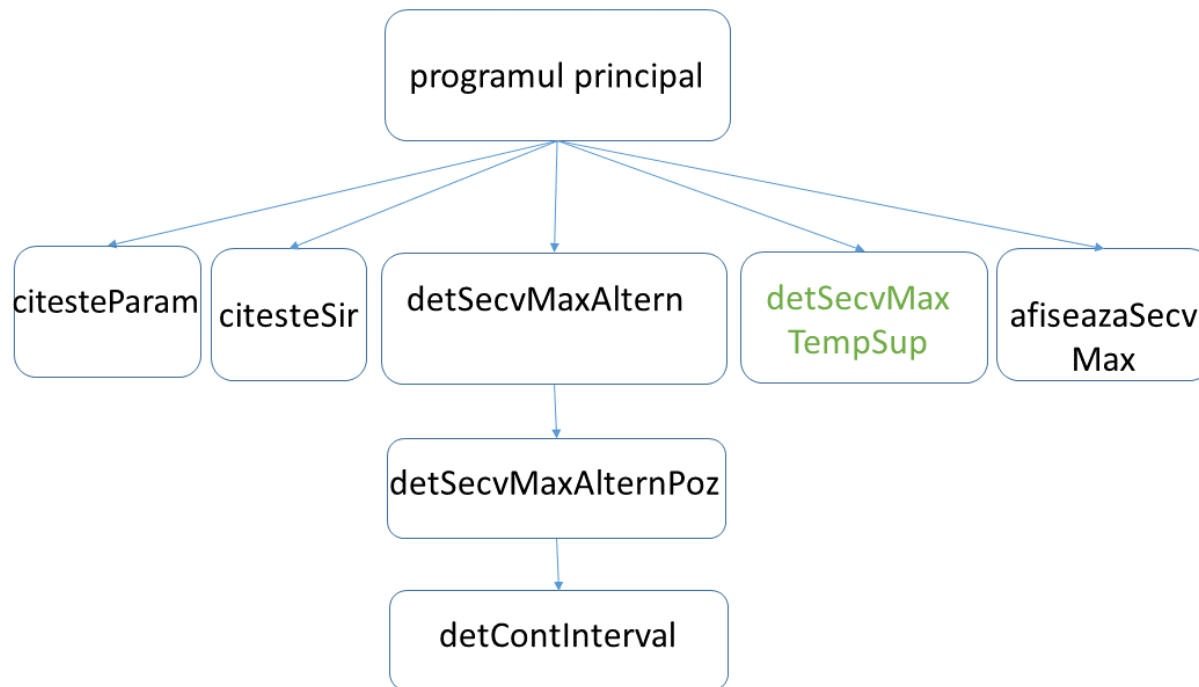 programul principal
citesteParam
citesteSir
detSecvMaxAltern
detSecvMax
TempSup
afiseazaSecv
Max
detSecvMaxAlternPoz
detContInterval